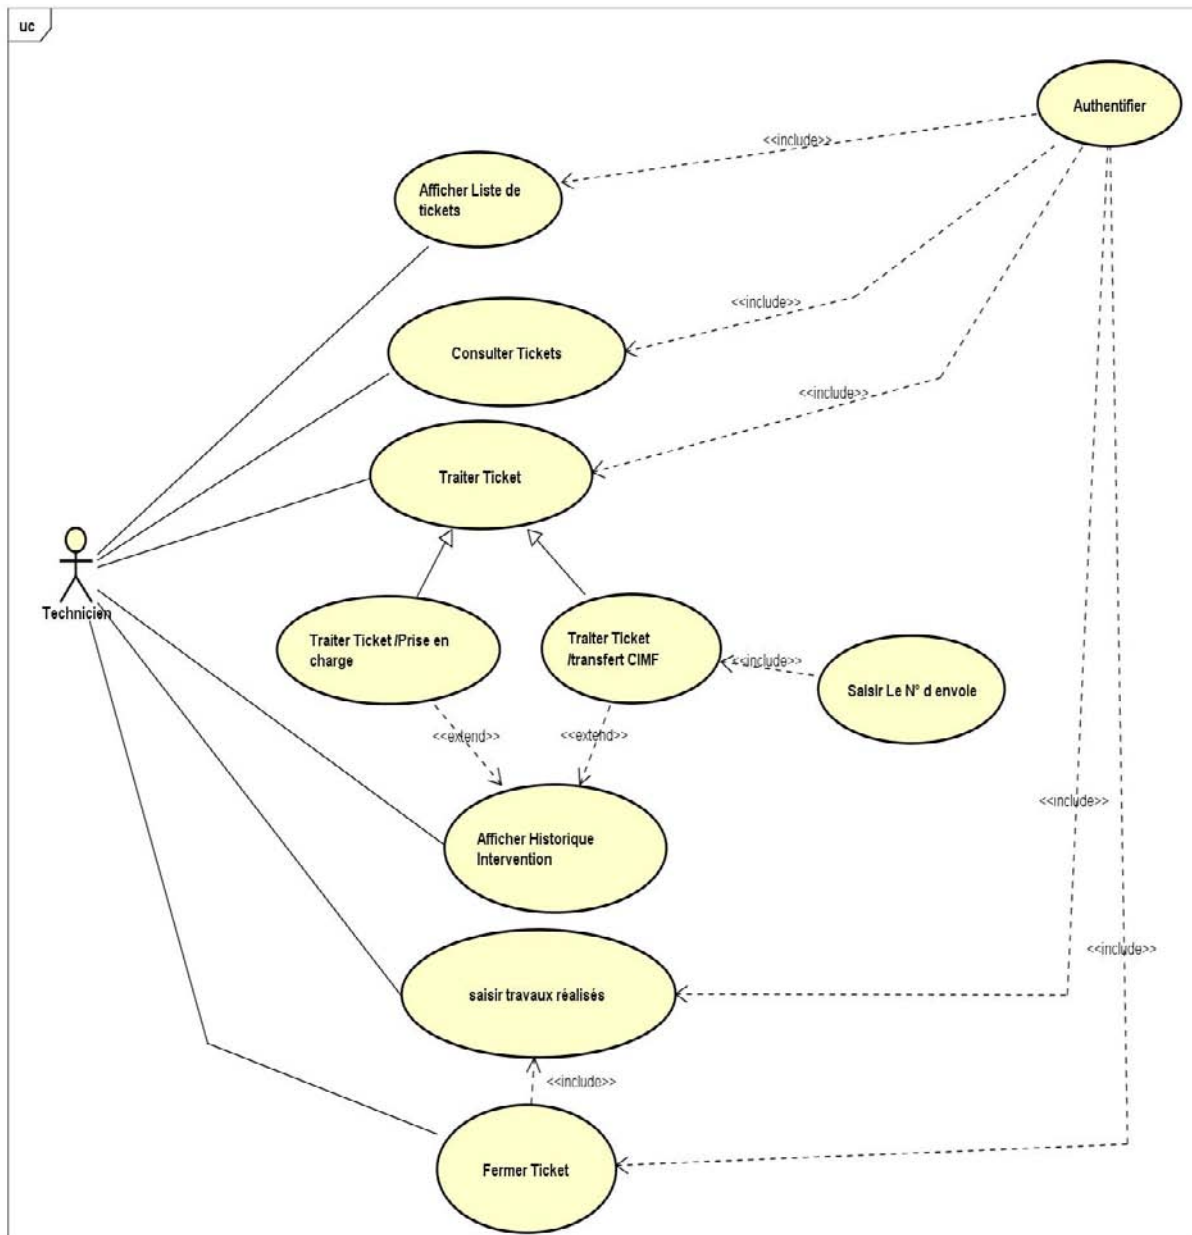 uc
Authentifier
<<include>>
Afficher Liste de
tickets
<<include>>
Consulter Tickets
<<include>>
Traiter Ticket
Technicien
Traiter Ticket /Prise en
charge
Traiter Ticket
/transfert CIMF
<<include>>
Saisir Le N° d envoie
<<extend>>
<<extend>>
<<include>>
Afficher Historique
Intervention
<<include>>
saisir travaux réalisés
<<include>>
Fermer Ticket